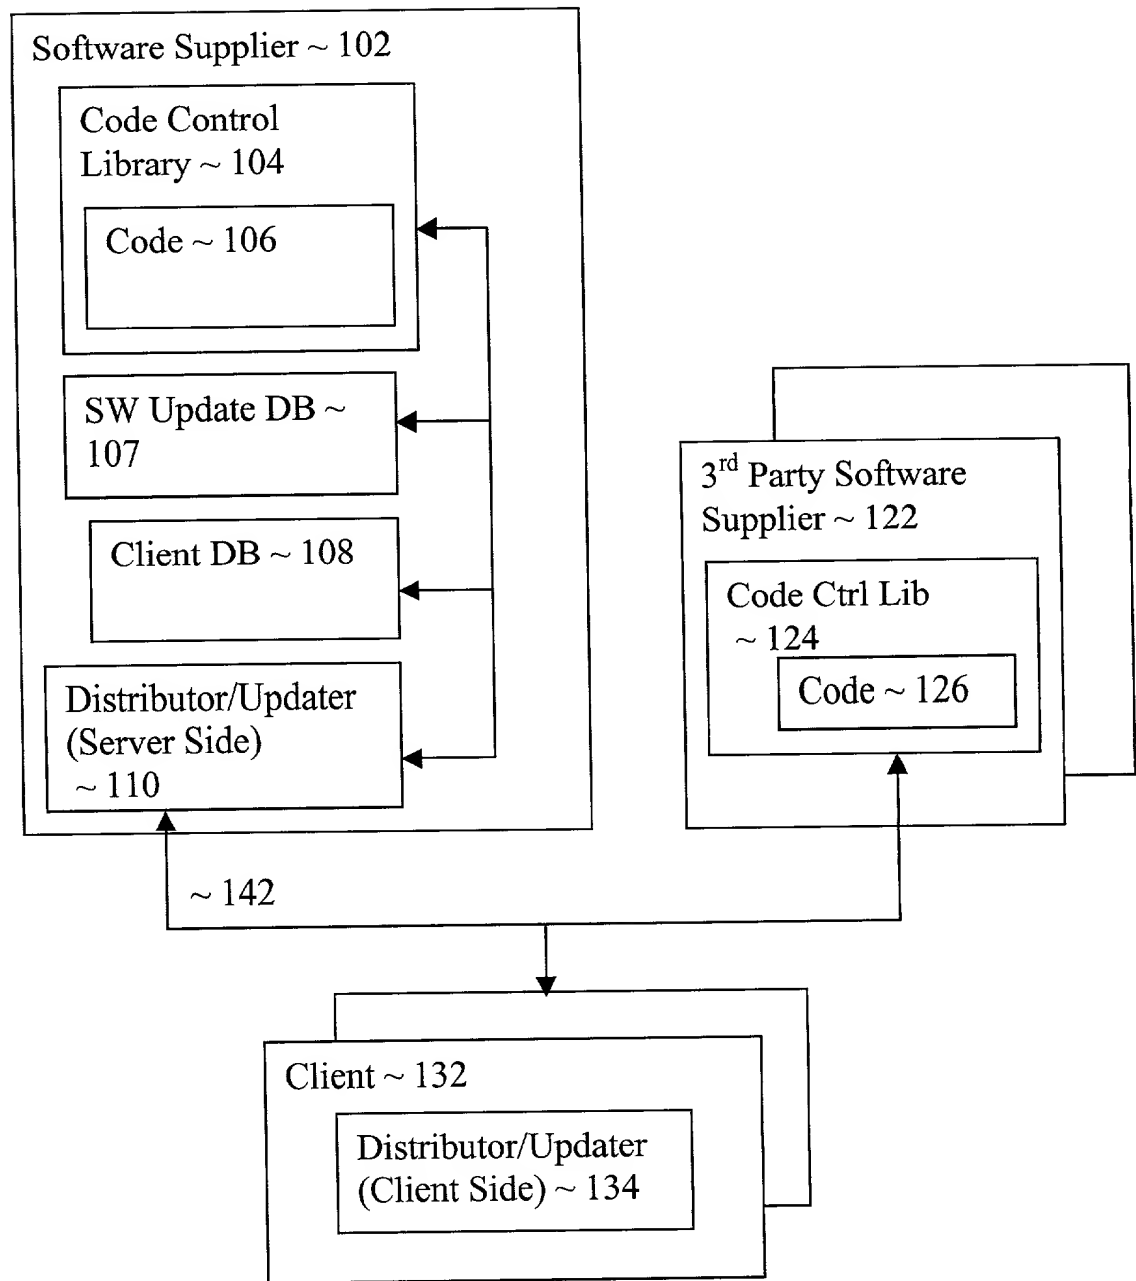 Software Supplier ~ 102
Code Control
Library ~ 104
Code ~ 106
SW Update DB ~
107
Client DB ~ 108
Distributor/Updater
(Server Side)
~ 110
3rd Party Software
Supplier ~ 122
Code Ctrl Lib
~ 124
Code ~ 126
~ 142
Client ~ 132
Distributor/Updater
(Client Side) ~ 134